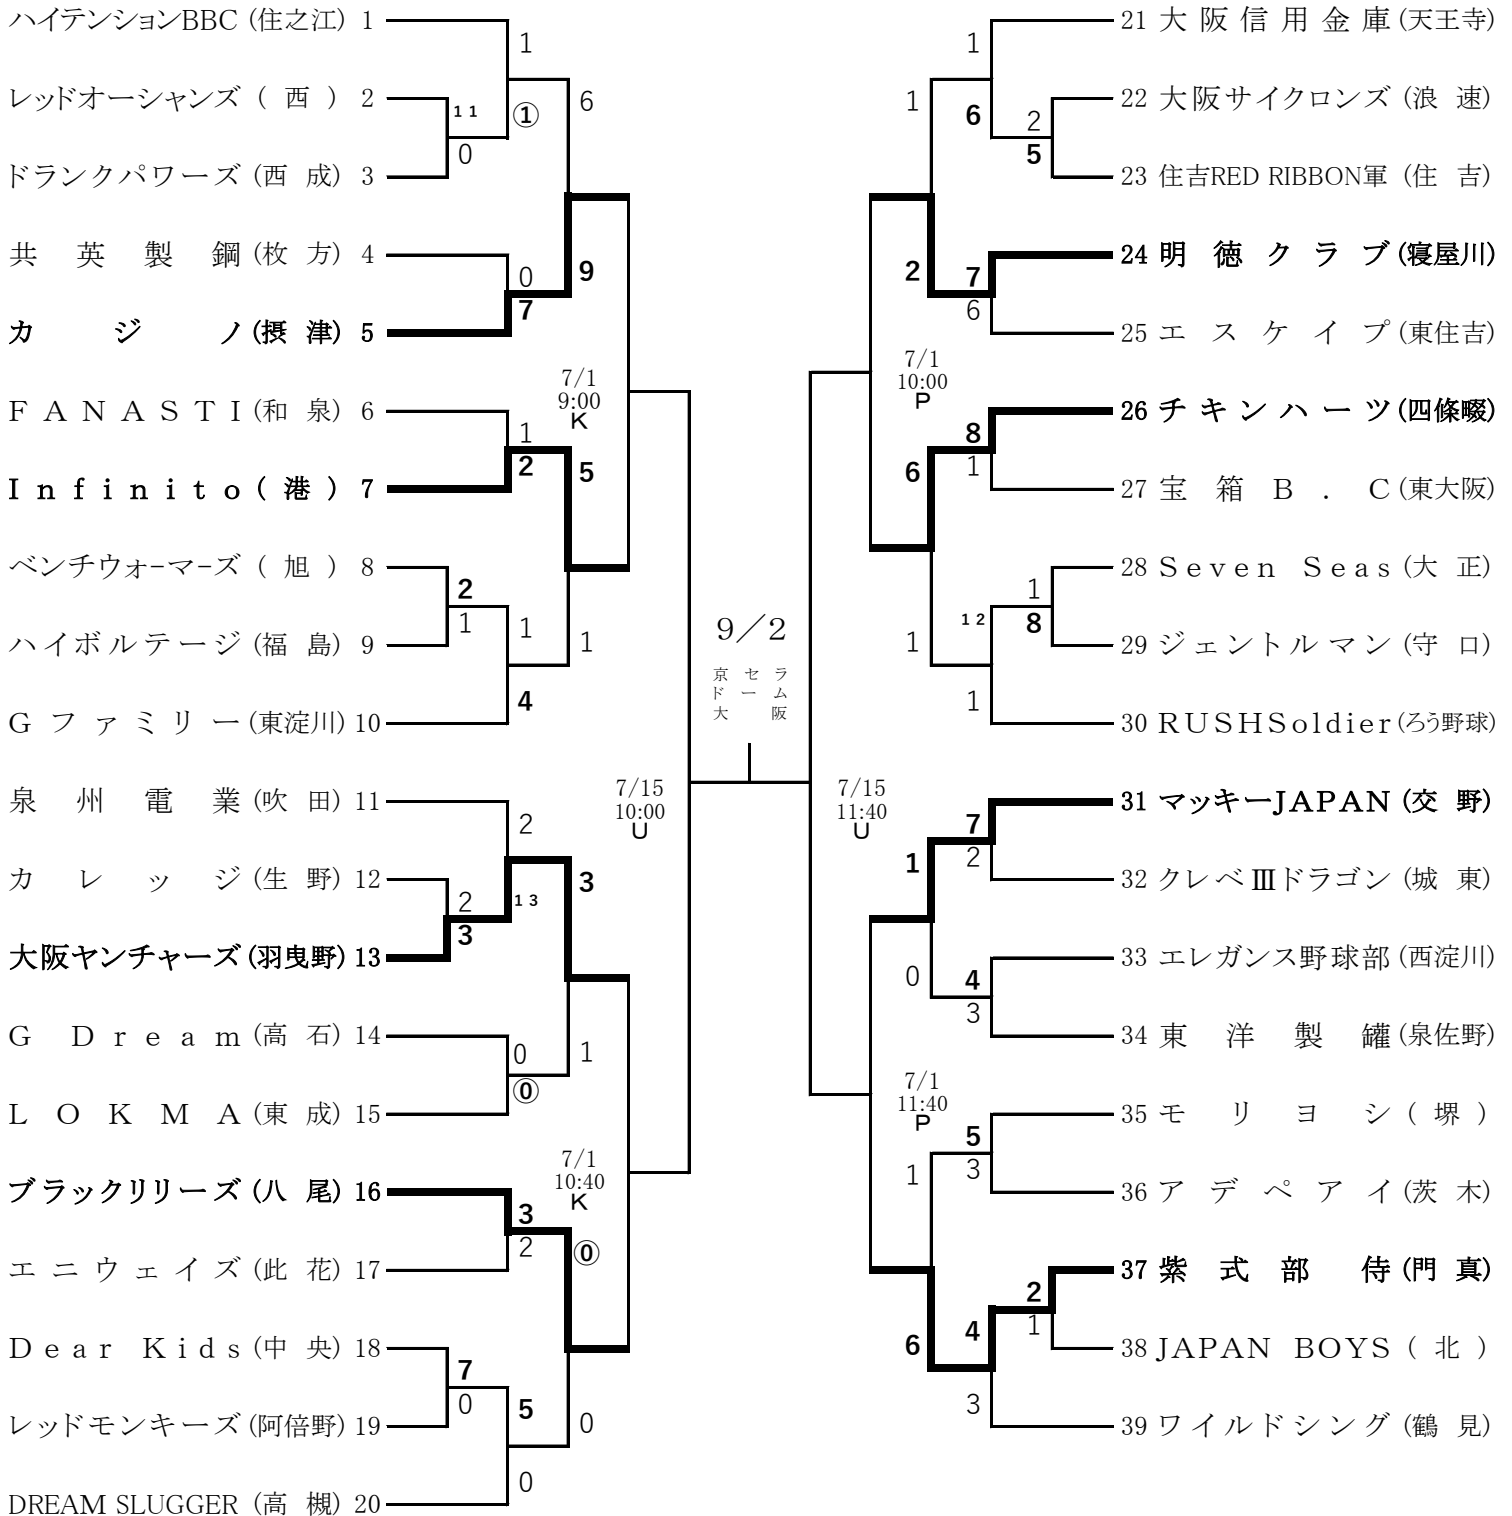 ハイテンションBBC (住之江) 1
レッドオーシャンズ ( 西 ) 2
ドランクパワーズ (西 成) 3
共 英 製 鋼 (枚 方) 4
カ ジ ノ (摂 津) 5
FANASTI (和 泉) 6
Infinito ( 港 ) 7
ベンチウォーマーズ ( 旭 ) 8
ハイボルテージ (福 島) 9
Gファミリー (東淀川) 10
泉 州 電 業 (吹 田) 11
カ レ ッ ジ (生 野) 12
大阪ヤンチャーズ (羽曳野) 13
G Dream (高 石) 14
LOKMA (東 成) 15
ブラックリリーズ (八 尾) 16
エニウェイズ (此 花) 17
Dear Kids (中 央) 18
レッドモンキーズ (阿倍野) 19
DREAM SLUGGER (高 槻) 20
11
0
2
1
2
3
7
0
1
①
0
7
1
2
1
4
2
13
0
⓪
3
2
5
0
6
9
5
1
3
1
⓪
0
7/1
9:00
K
7/1
10:40
K
7/15
10:00
U
9/2
京セラ
ドーム
大阪
7/15
11:40
U
7/1
10:00
P
7/1
11:40
P
1
2
6
1
1
0
1
6
1
6
7
6
8
1
12
1
7
2
4
3
5
3
4
3
2
5
1
8
2
1
21 大阪信用金庫 (天王寺)
22 大阪サイクロンズ (浪 速)
23 住吉RED RIBBON軍 (住 吉)
24 明徳クラブ (寝屋川)
25 エスケイプ (東住吉)
26 チキンハーツ (四條畷)
27 宝箱B.C (東大阪)
28 Seven Seas (大 正)
29 ジェントルマン (守 口)
30 RUSHSoldier (ろう野球)
31 マッキーJAPAN (交 野)
32 クレベⅢドラゴン (城 東)
33 エレガンス野球部 (西淀川)
34 東洋製罐 (泉佐野)
35 モリヨシ ( 堺 )
36 アデペアイ (茨 木)
37 紫式部侍 (門 真)
38 JAPAN BOYS ( 北 )
39 ワイルドシング (鶴 見)